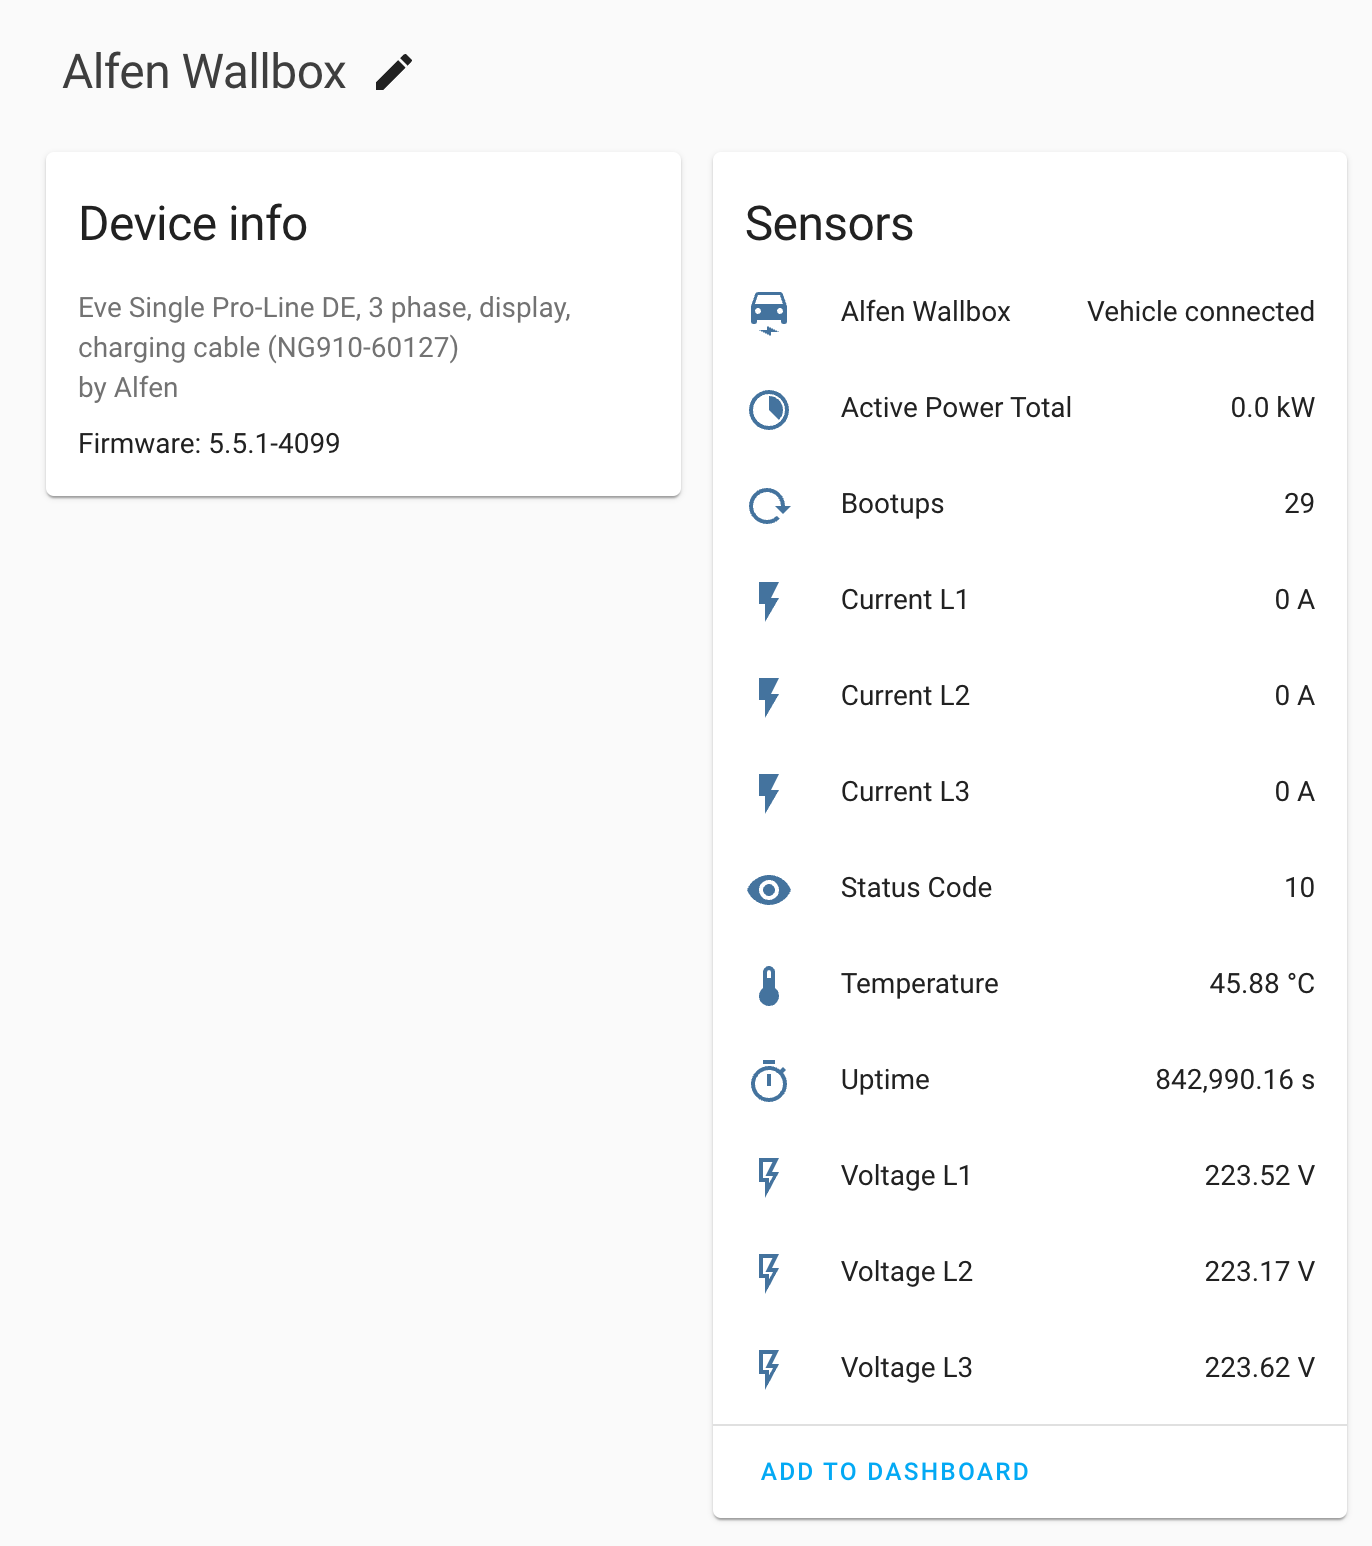 Alfen Wallbox
Device info
Eve Single Pro-Line DE, 3 phase, display,
charging cable (NG910-60127)
by Alfen
Firmware: 5.5.1-4099
Sensors
Alfen Wallbox Vehicle connected
Active Power Total 0.0 kW
Bootups 29
Current L1 0 A
Current L2 0 A
Current L3 0 A
Status Code 10
Temperature 45.88 °C
Uptime 842,990.16 s
Voltage L1 223.52 V
Voltage L2 223.17 V
Voltage L3 223.62 V
ADD TO DASHBOARD